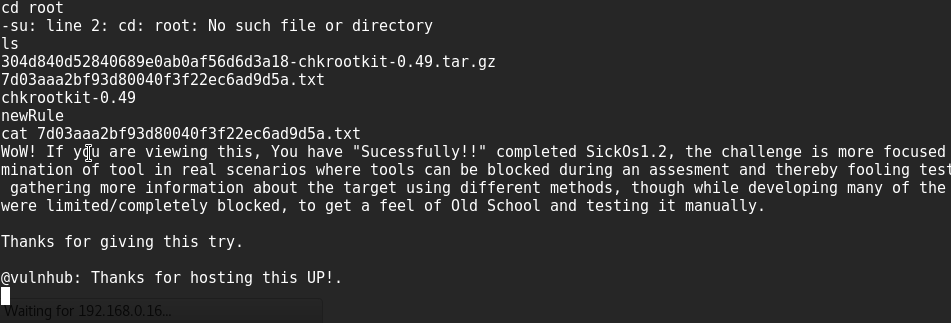 cd root
-su: line 2: cd: root: No such file or directory
ls
304d840d52840689e0ab0af56d6d3a18-chkrootkit-0.49.tar.gz
7d03aaa2bf93d80040f3f22ec6ad9d5a.txt
chkrootkit-0.49
newRule
cat 7d03aaa2bf93d80040f3f22ec6ad9d5a.txt
WoW! If you are viewing this, You have "Sucessfully!!" completed SickOs1.2, the challenge is more focused
mination of tool in real scenarios where tools can be blocked during an assesment and thereby fooling test
gathering more information about the target using different methods, though while developing many of the
were limited/completely blocked, to get a feel of Old School and testing it manually.
Thanks for giving this try.
@vulnhub: Thanks for hosting this UP!.
Waiting for 192.168.0.16...